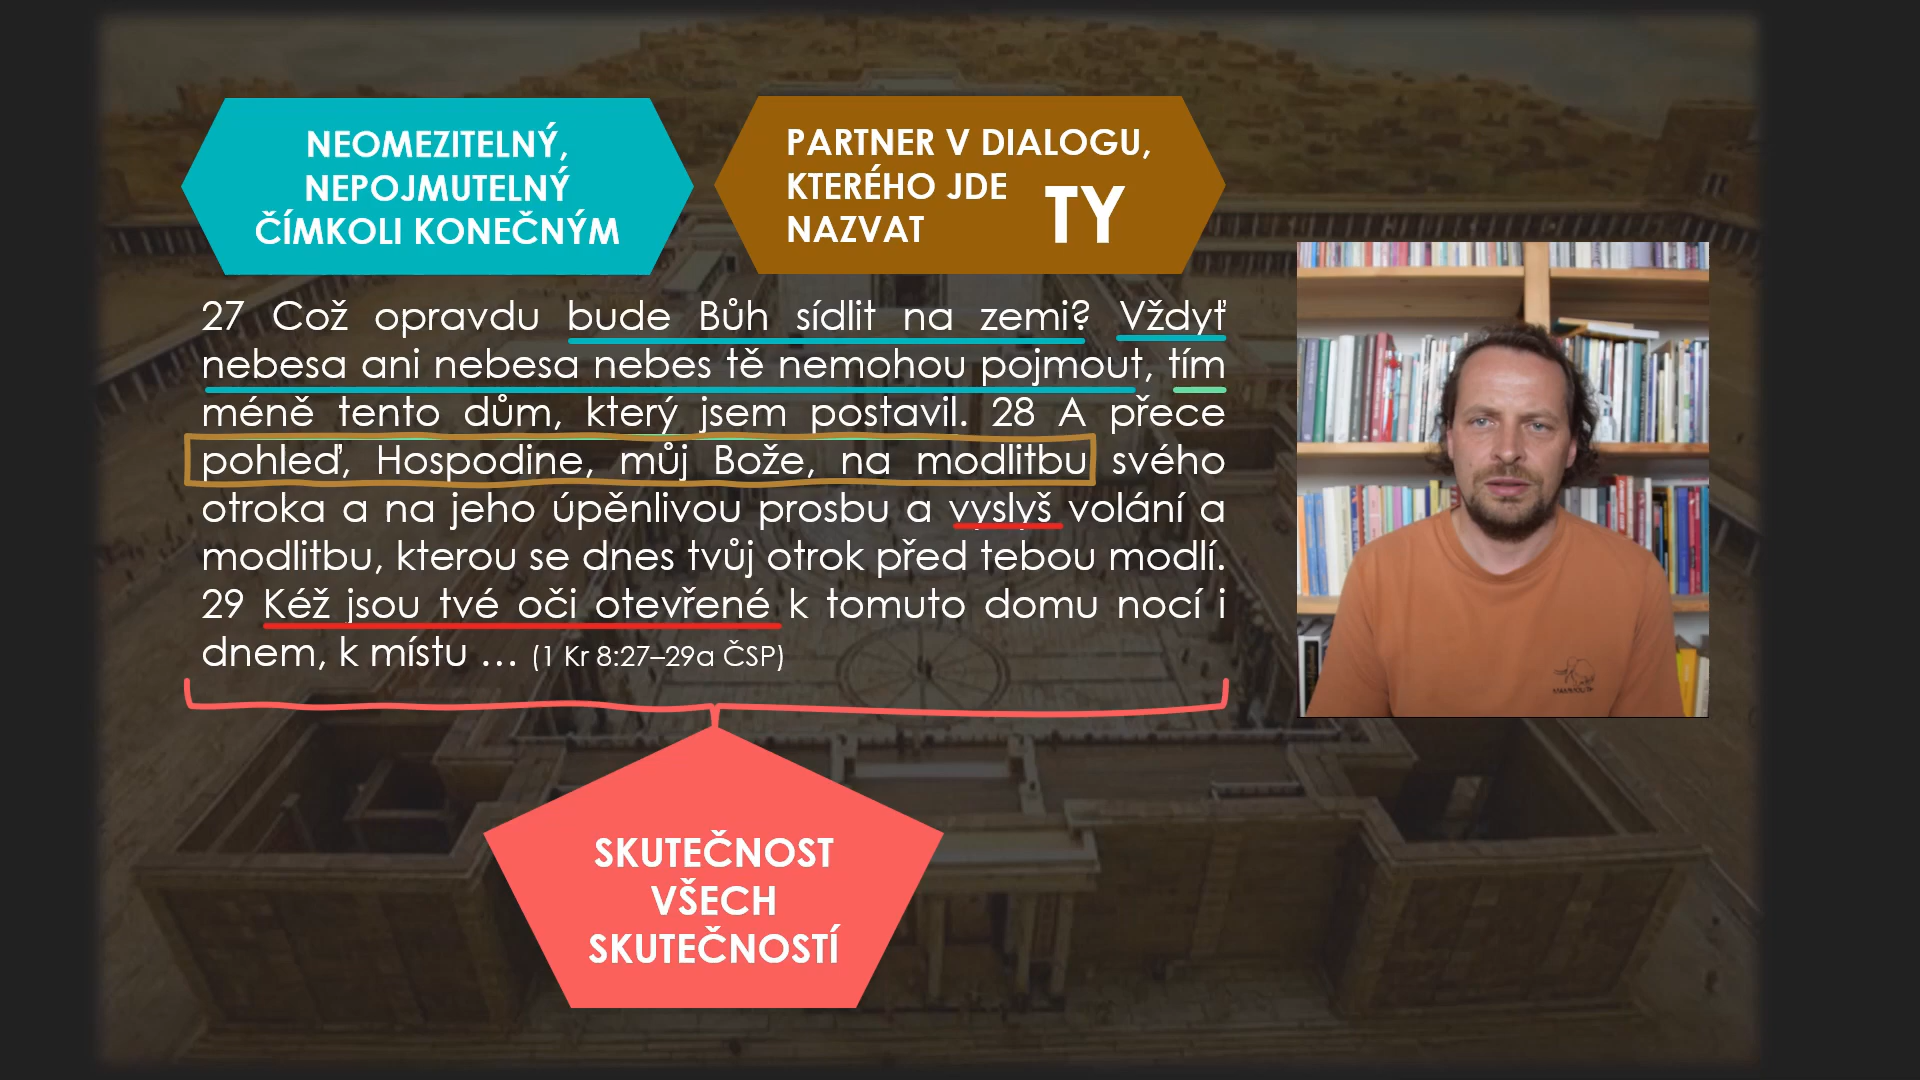 NEOMEZITELNÝ,
NEPOJMUTELNÝ
ČÍMKOLI KONEČNÝM
PARTNER V DIALOGU,
KTERÉHO JDE
NAZVAT
TY
27 Což opravdu bude Bůh sídlit na zemi? Vždyť
nebesa ani nebesa nebes tě nemohou pojmout, tím
méně tento dům, který jsem postavil. 28 A přece
pohleď, Hospodine, můj Bože, na modlitbu svého
otroka a na jeho úpěnlivou prosbu a vyslyš volání a
modlitbu, kterou se dnes tvůj otrok před tebou modlí.
29 Kéž jsou tvé oči otevřené k tomuto domu nocí i
dnem, k místu … (1 Kr 8:27–29a ČSP)
SKUTEČNOST
VŠECH
SKUTEČNOSTÍ